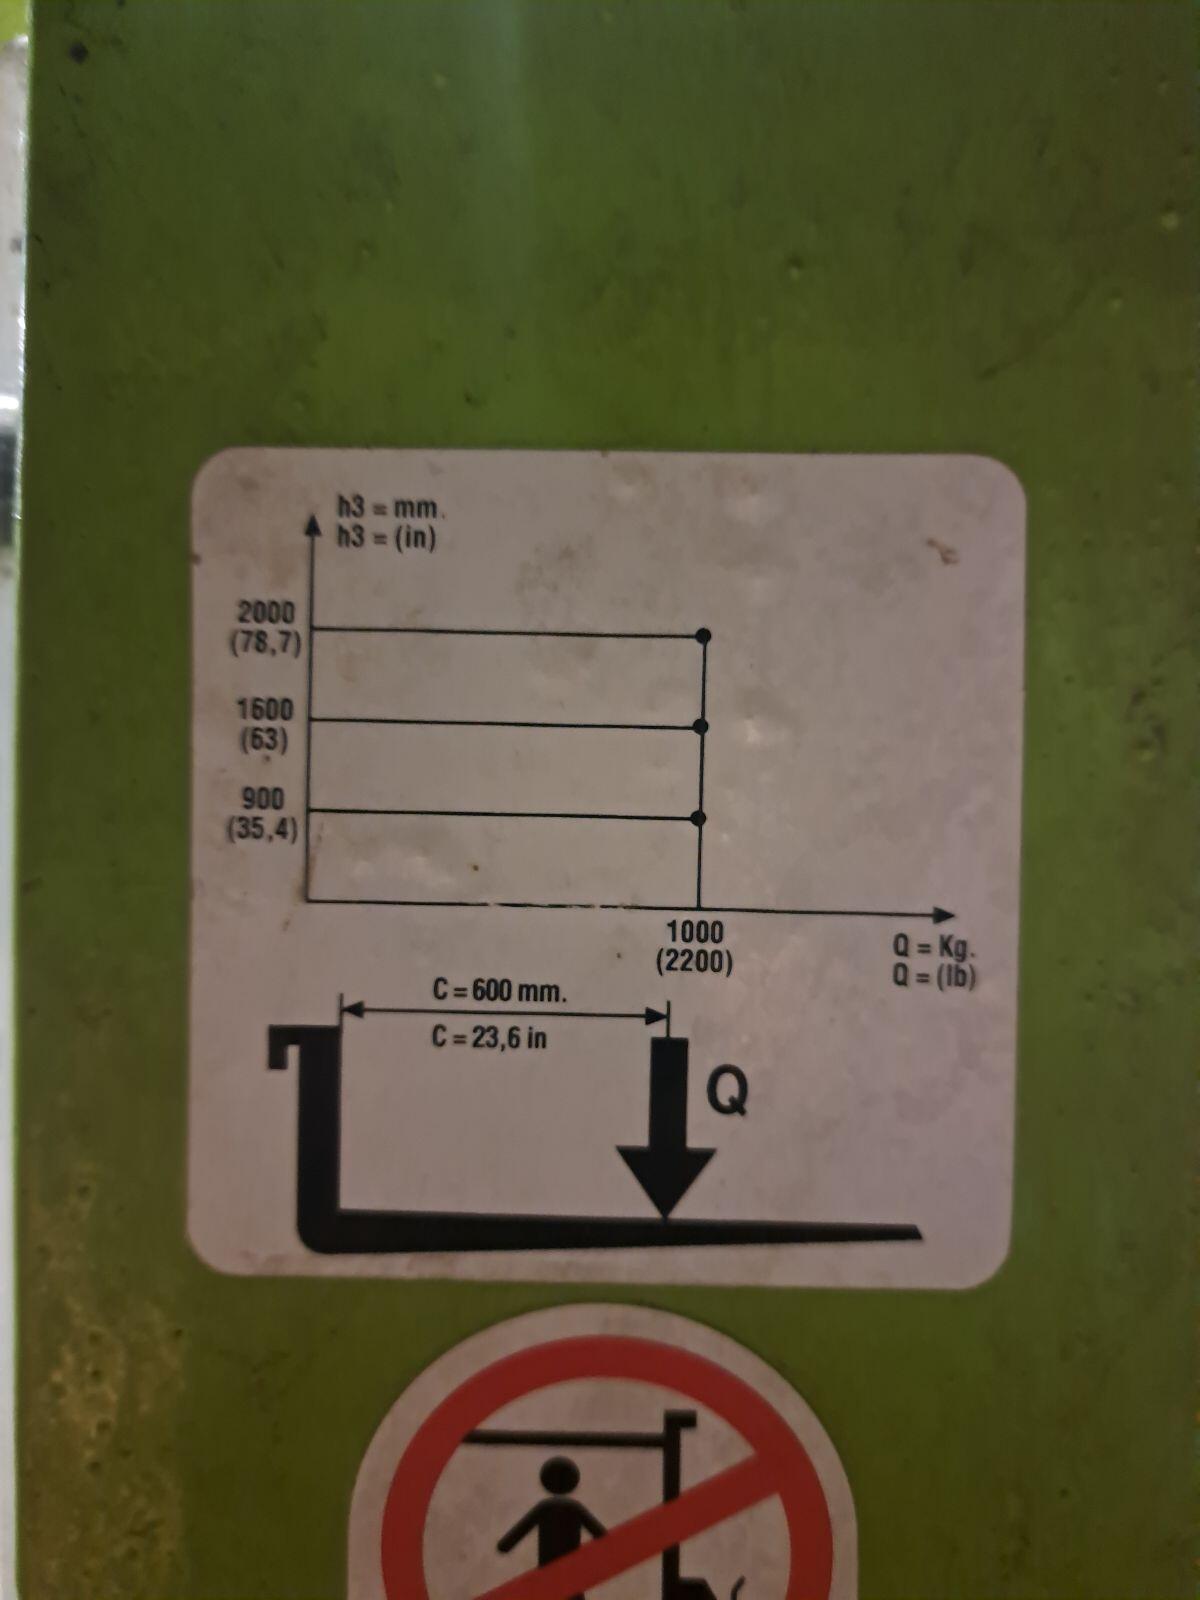 h3 = mm.
h3 = (in)
2000
(78,7)
1600
(63)
900
(35,4)
1000
(2200)
Q = Kg.
Q = (lb)
C = 600 mm.
C = 23,6 in
Q